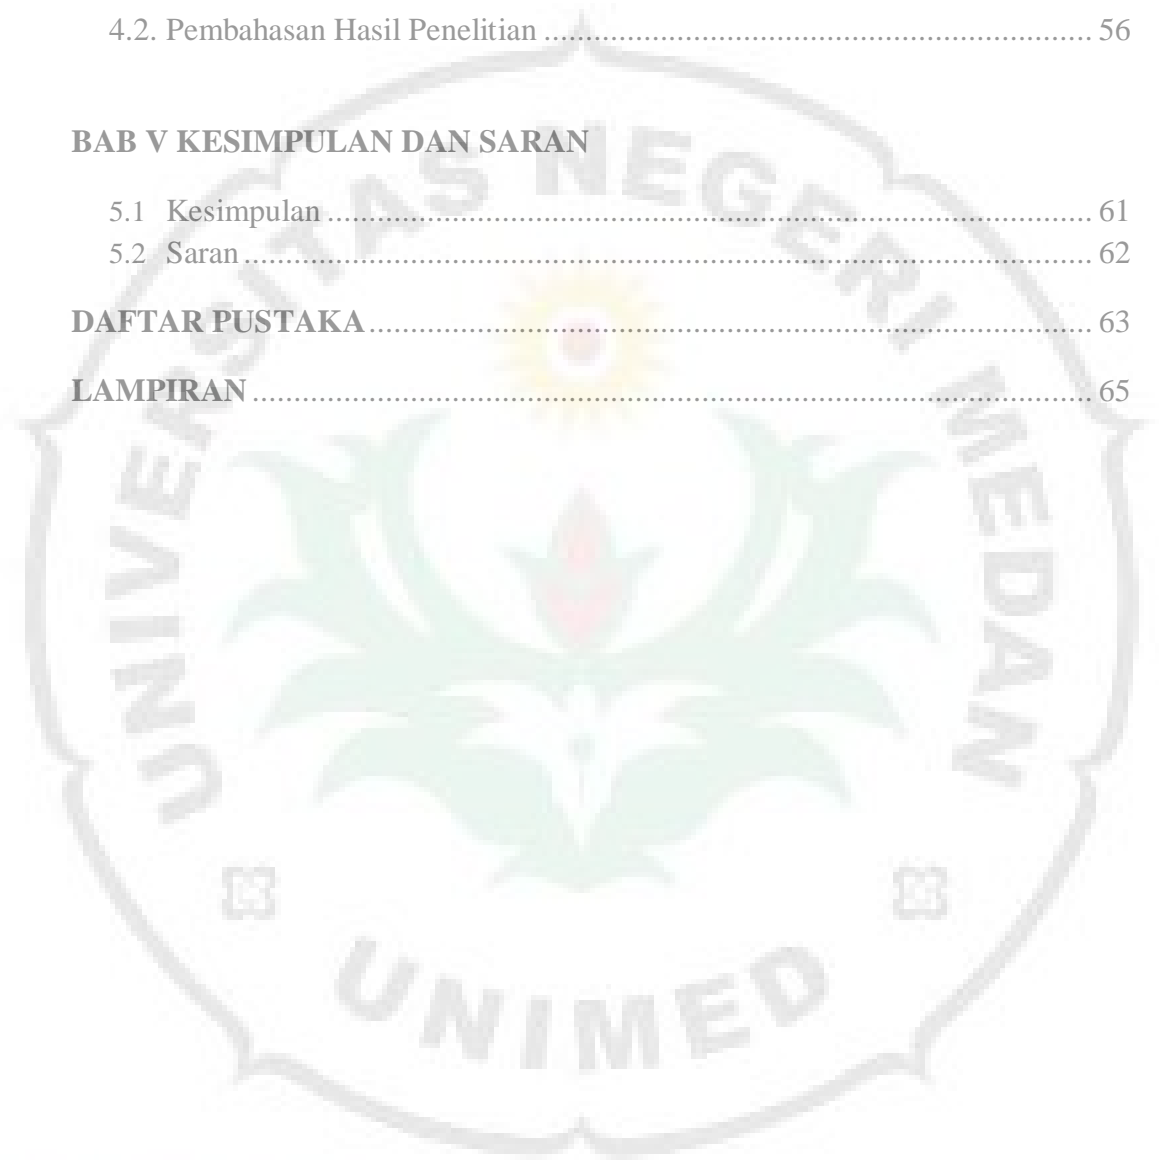 4.2. Pembahasan Hasil Penelitian .................................................................. 56
BAB V KESIMPULAN DAN SARAN
5.1 Kesimpulan ............................................................................................ 61
5.2 Saran ...................................................................................................... 62
DAFTAR PUSTAKA ....................................................................................... 63
LAMPIRAN ..................................................................................................... 65
UNIVERSITAS NEGERI MEDAN
UNIMED